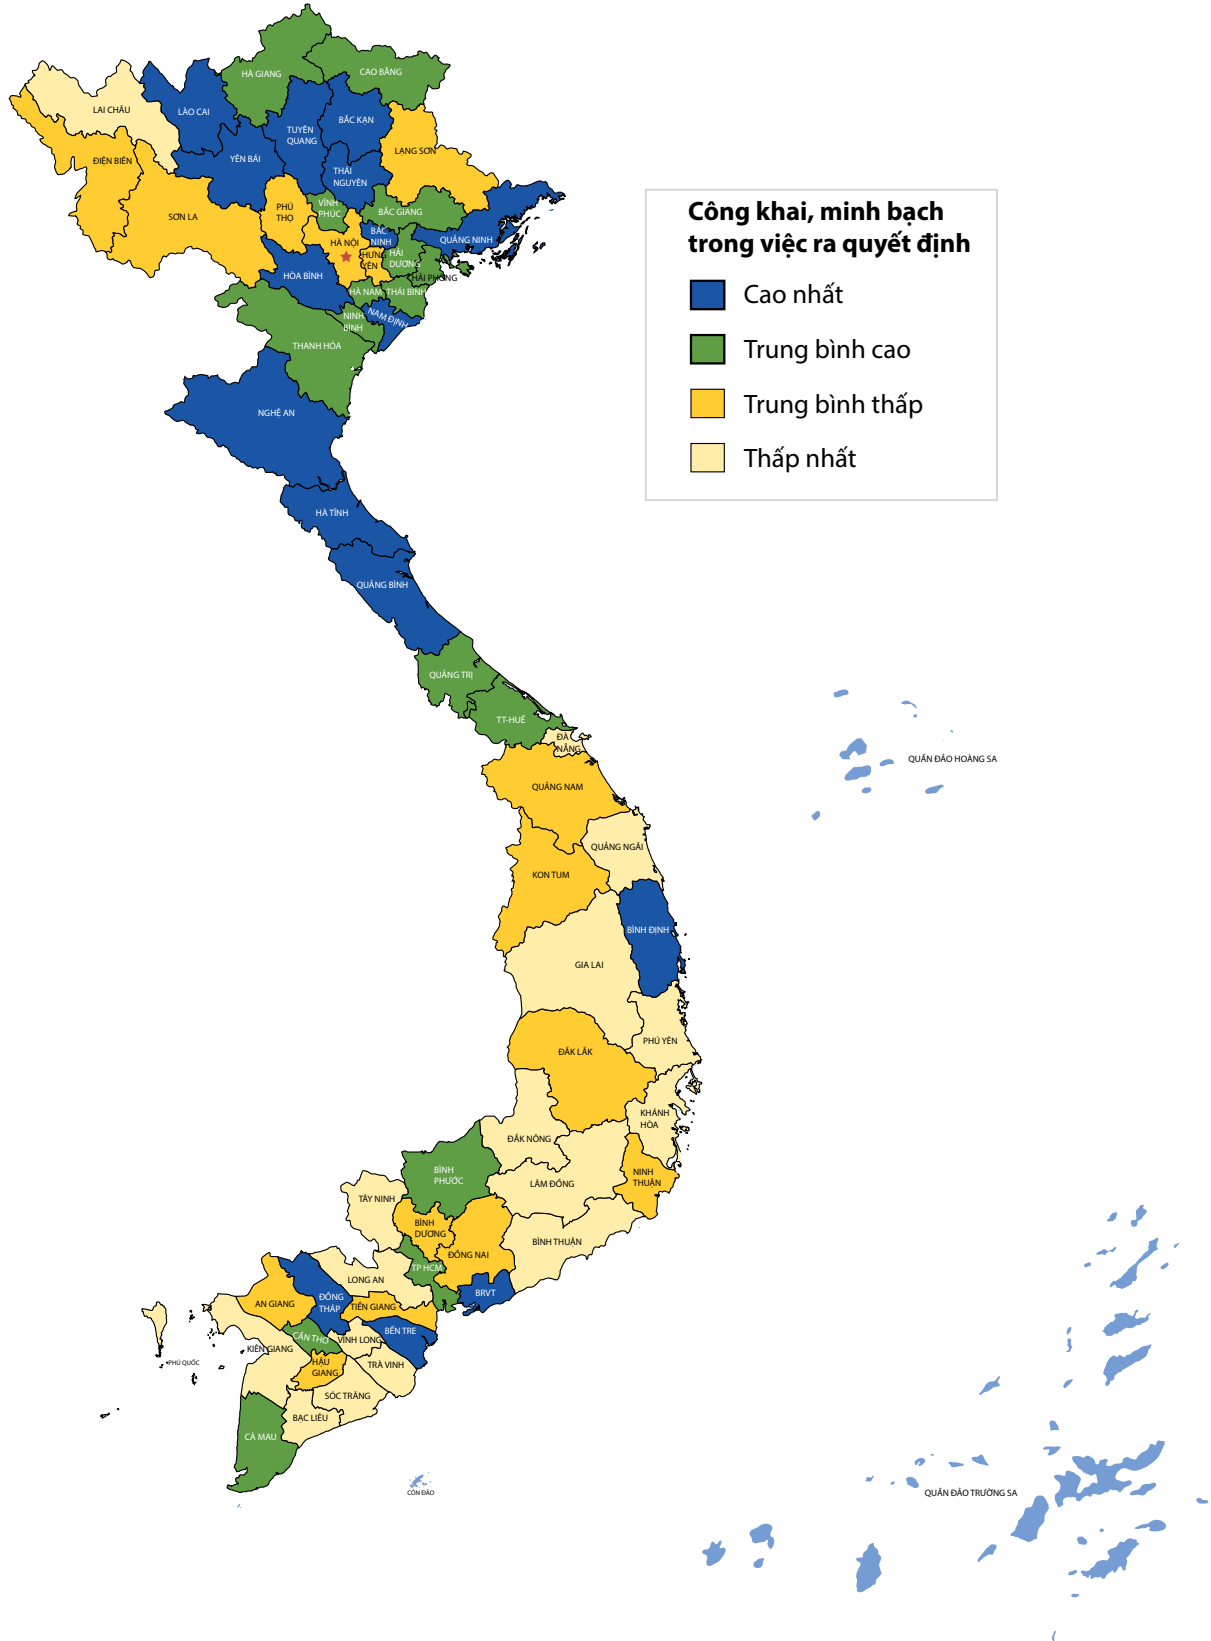 Công khai, minh bạch
trong việc ra quyết định
Cao nhất
Trung bình cao
Trung bình thấp
Thấp nhất
HÀ GIANG
CAO BẰNG
LAI CHÂU
LÀO CAI
BẮC KẠN
TUYÊN
QUANG
LẠNG SƠN
ĐIỆN BIÊN
YÊN BÁI
THÁI
NGUYÊN
SƠN LA
PHÚ
THỌ
VĨNH
PHÚC
BẮC GIANG
BẮC
NINH
QUẢNG NINH
HÀ NỘI
HƯNG
YÊN
HẢI
DƯƠNG
HÒA BÌNH
HẢI PHÒNG
HÀ NAM
THÁI BÌNH
NINH
BÌNH
NAM ĐỊNH
THANH HÓA
NGHỆ AN
HÀ TĨNH
QUẢNG BÌNH
QUẢNG TRỊ
TT-HUẾ
ĐÀ
NẴNG
QUẦN ĐẢO HOÀNG SA
QUẢNG NAM
QUẢNG NGÃI
KON TUM
BÌNH ĐỊNH
GIA LAI
PHÚ YÊN
ĐẮK LẮK
KHÁNH
HÒA
ĐẮK NÔNG
BÌNH
PHƯỚC
LÂM ĐỒNG
NINH
THUẬN
TÂY NINH
BÌNH
DƯƠNG
BÌNH THUẬN
ĐỒNG NAI
TP HCM
LONG AN
BRVT
ĐỒNG
THÁP
AN GIANG
TIỀN GIANG
BẾN TRE
CẦN THƠ
VĨNH LONG
KIÊN GIANG
PHÚ QUỐC
HẬU
GIANG
TRÀ VINH
SÓC TRĂNG
BẠC LIÊU
CÀ MAU
CÔN ĐẢO
QUẦN ĐẢO TRƯỜNG SA